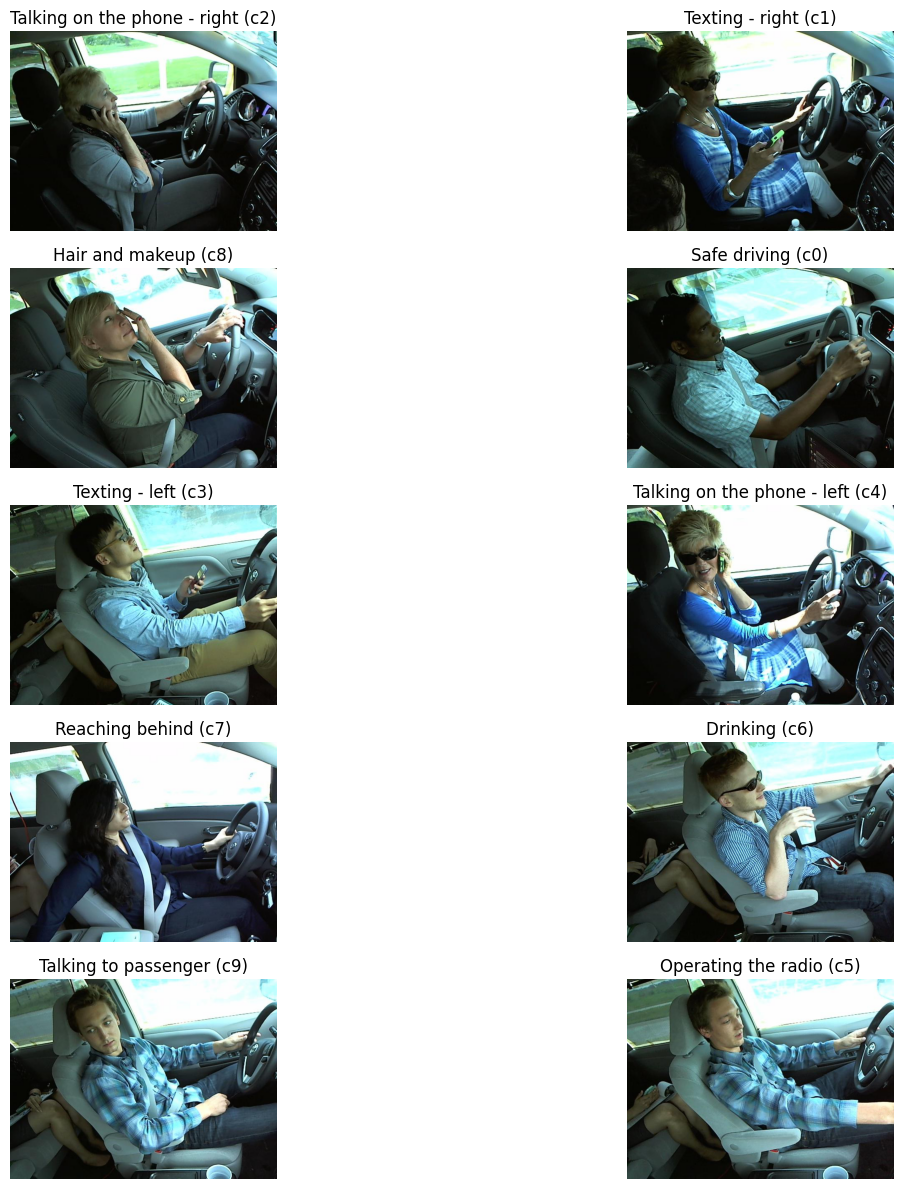 Talking on the phone - right (c2)
Texting - right (c1)
Hair and makeup (c8)
Safe driving (c0)
Texting - left (c3)
Talking on the phone - left (c4)
Reaching behind (c7)
Drinking (c6)
Talking to passenger (c9)
Operating the radio (c5)